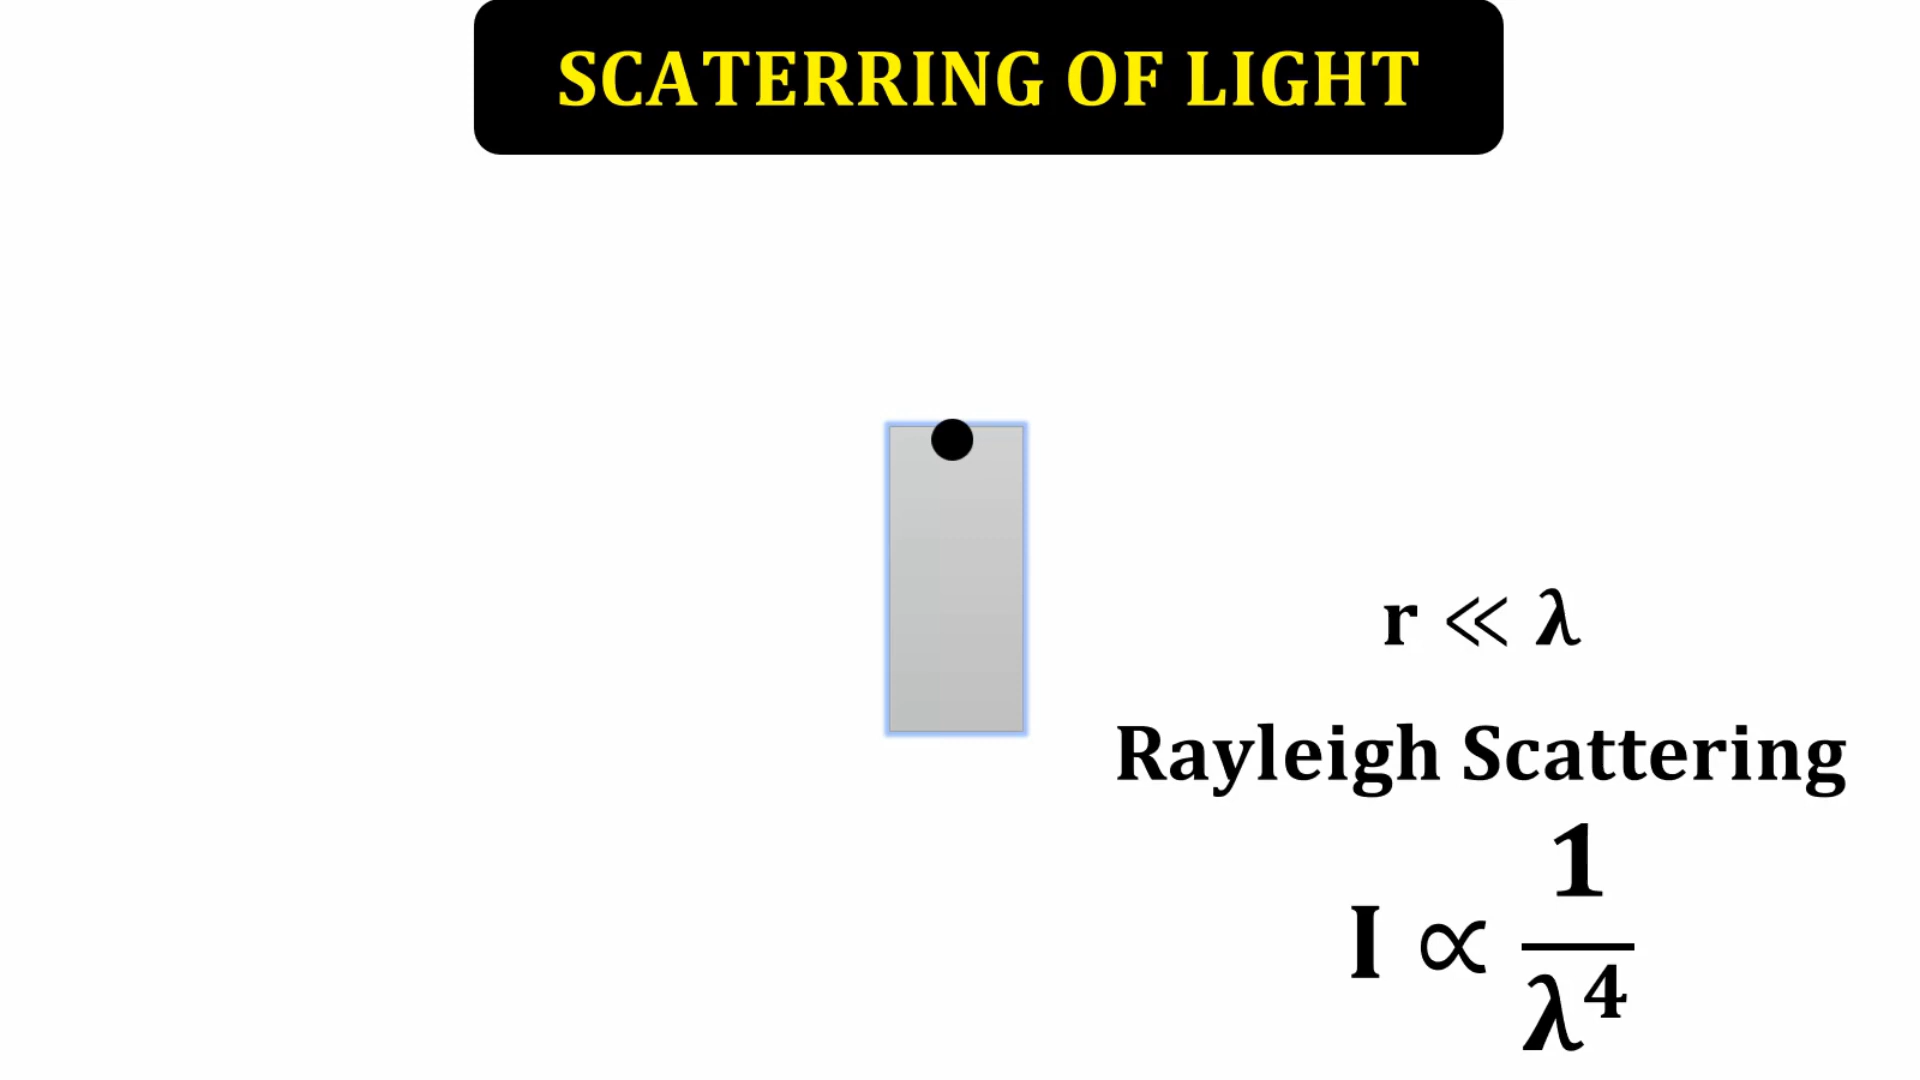 SCATERRING OF LIGHT
r ≪ λ
Rayleigh Scattering
I ∝ 1/λ⁴